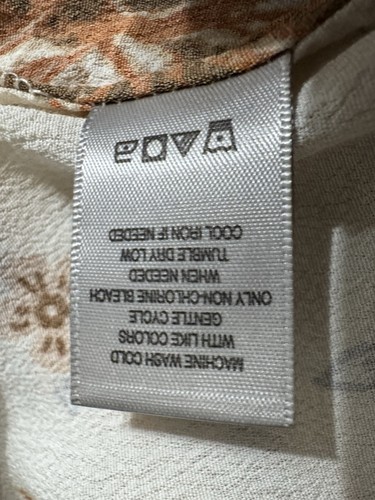 MACHINE WASH COLD
WITH LIKE COLORS
GENTLE CYCLE
ONLY NON-CHLORINE BLEACH
WHEN NEEDED
TUMBLE DRY LOW
COOL IRON IF NEEDED